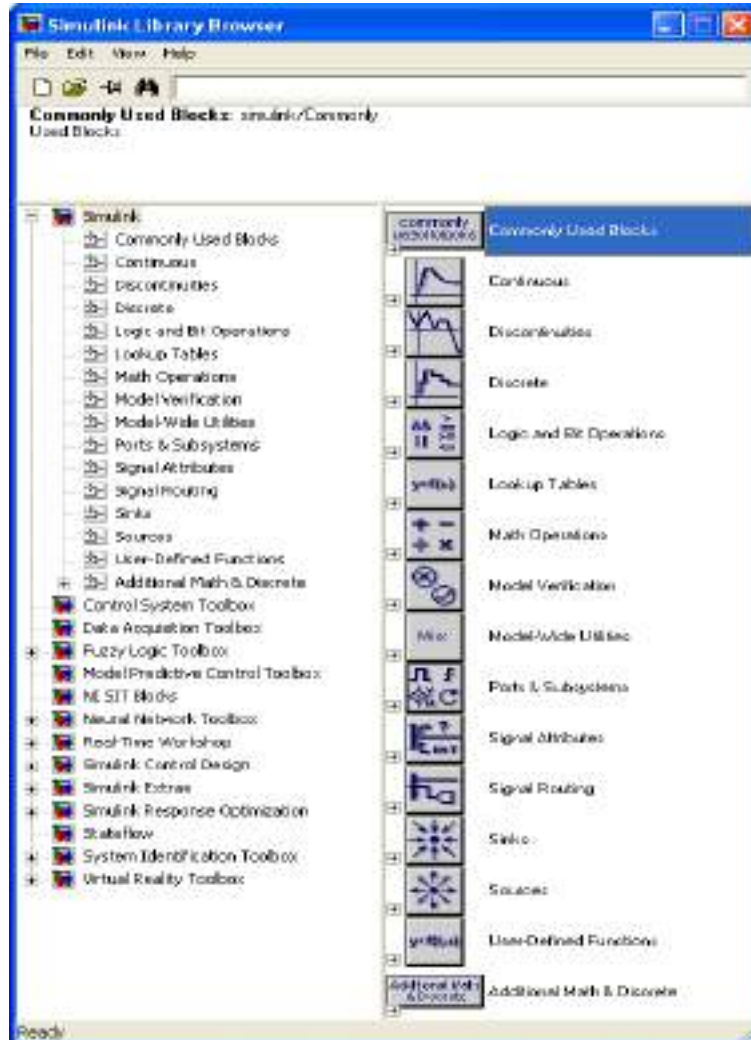 Simulink Library Browser
File Edit View Help
Commonly Used Blocks: simulink/Commonly
Used Blocks
Simulink
Commonly Used Blocks
Continuous
Discontinuities
Discrete
Logic and Bit Operations
Lookup Tables
Math Operations
Model Verification
Model-Wide Utilities
Ports & Subsystems
Signal Attributes
Signal Routing
Sinks
Sources
User-Defined Functions
Additional Math & Discrete
Control System Toolbox
Data Acquisition Toolbox
Fuzzy Logic Toolbox
Model Predictive Control Toolbox
NI SIT Blocks
Neural Network Toolbox
Real-Time Workshop
Simulink Control Design
Simulink Extras
Simulink Response Optimization
Stateflow
System Identification Toolbox
Virtual Reality Toolbox
commonly
Commonly Used Blocks
Continuous
Discontinuities
Discrete
Logic and Bit Operations
Lookup Tables
Math Operations
Model Verification
Misc
Model-Wide Utilities
Ports & Subsystems
Signal Attributes
Signal Routing
Sinks
Sources
User-Defined Functions
Additional Math
& Discrete
Additional Math & Discrete
Ready